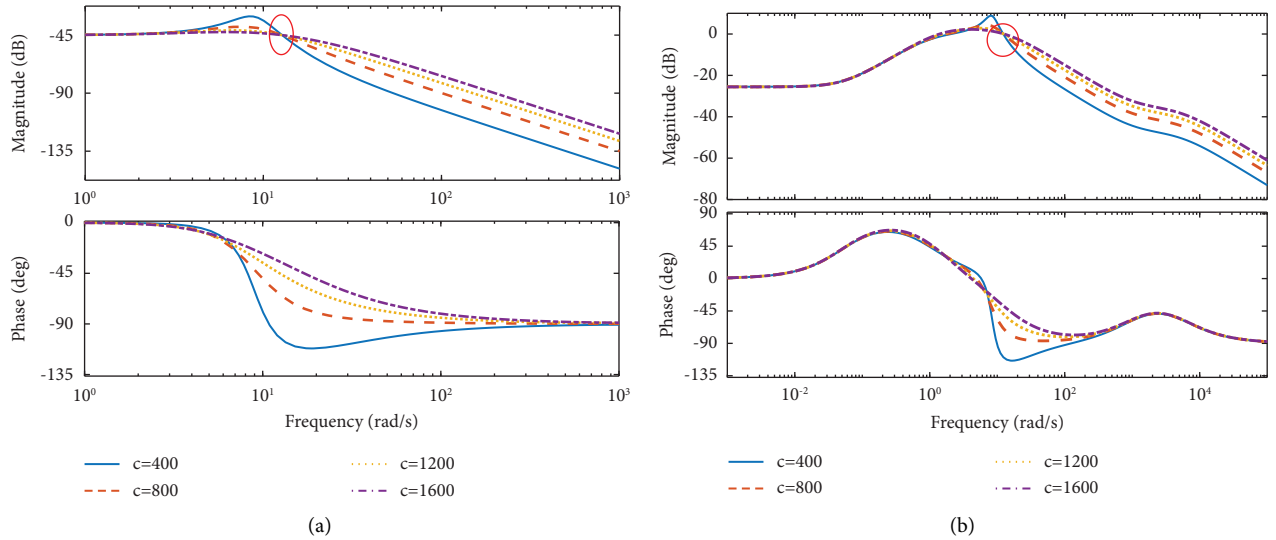 Magnitude (dB)
-45
-90
-135
10^0
10^1
10^2
10^3
Phase (deg)
0
-45
-90
-135
10^0
10^1
10^2
10^3
Frequency (rad/s)
c=400
c=800
c=1200
c=1600
(a)
Magnitude (dB)
0
-20
-40
-60
-80
Phase (deg)
90
45
0
-45
-90
-135
10^-2
10^0
10^2
10^4
Frequency (rad/s)
c=400
c=800
c=1200
c=1600
(b)